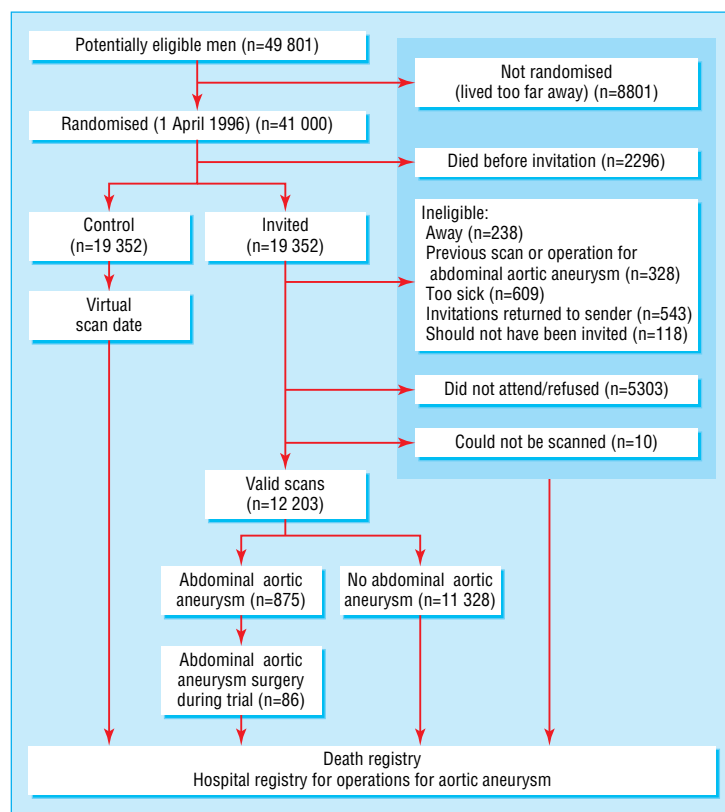 Potentially eligible men (n=49 801)
Not randomised
(lived too far away) (n=8801)
Randomised (1 April 1996) (n=41 000)
Died before invitation (n=2296)
Control
(n=19 352)
Invited
(n=19 352)
Ineligible:
Away (n=238)
Previous scan or operation for
abdominal aortic aneurysm (n=328)
Too sick (n=609)
Invitations returned to sender (n=543)
Should not have been invited (n=118)
Virtual
scan date
Did not attend/refused (n=5303)
Could not be scanned (n=10)
Valid scans
(n=12 203)
Abdominal aortic
aneurysm (n=875)
No abdominal aortic
aneurysm (n=11 328)
Abdominal aortic
aneurysm surgery
during trial (n=86)
Death registry
Hospital registry for operations for aortic aneurysm